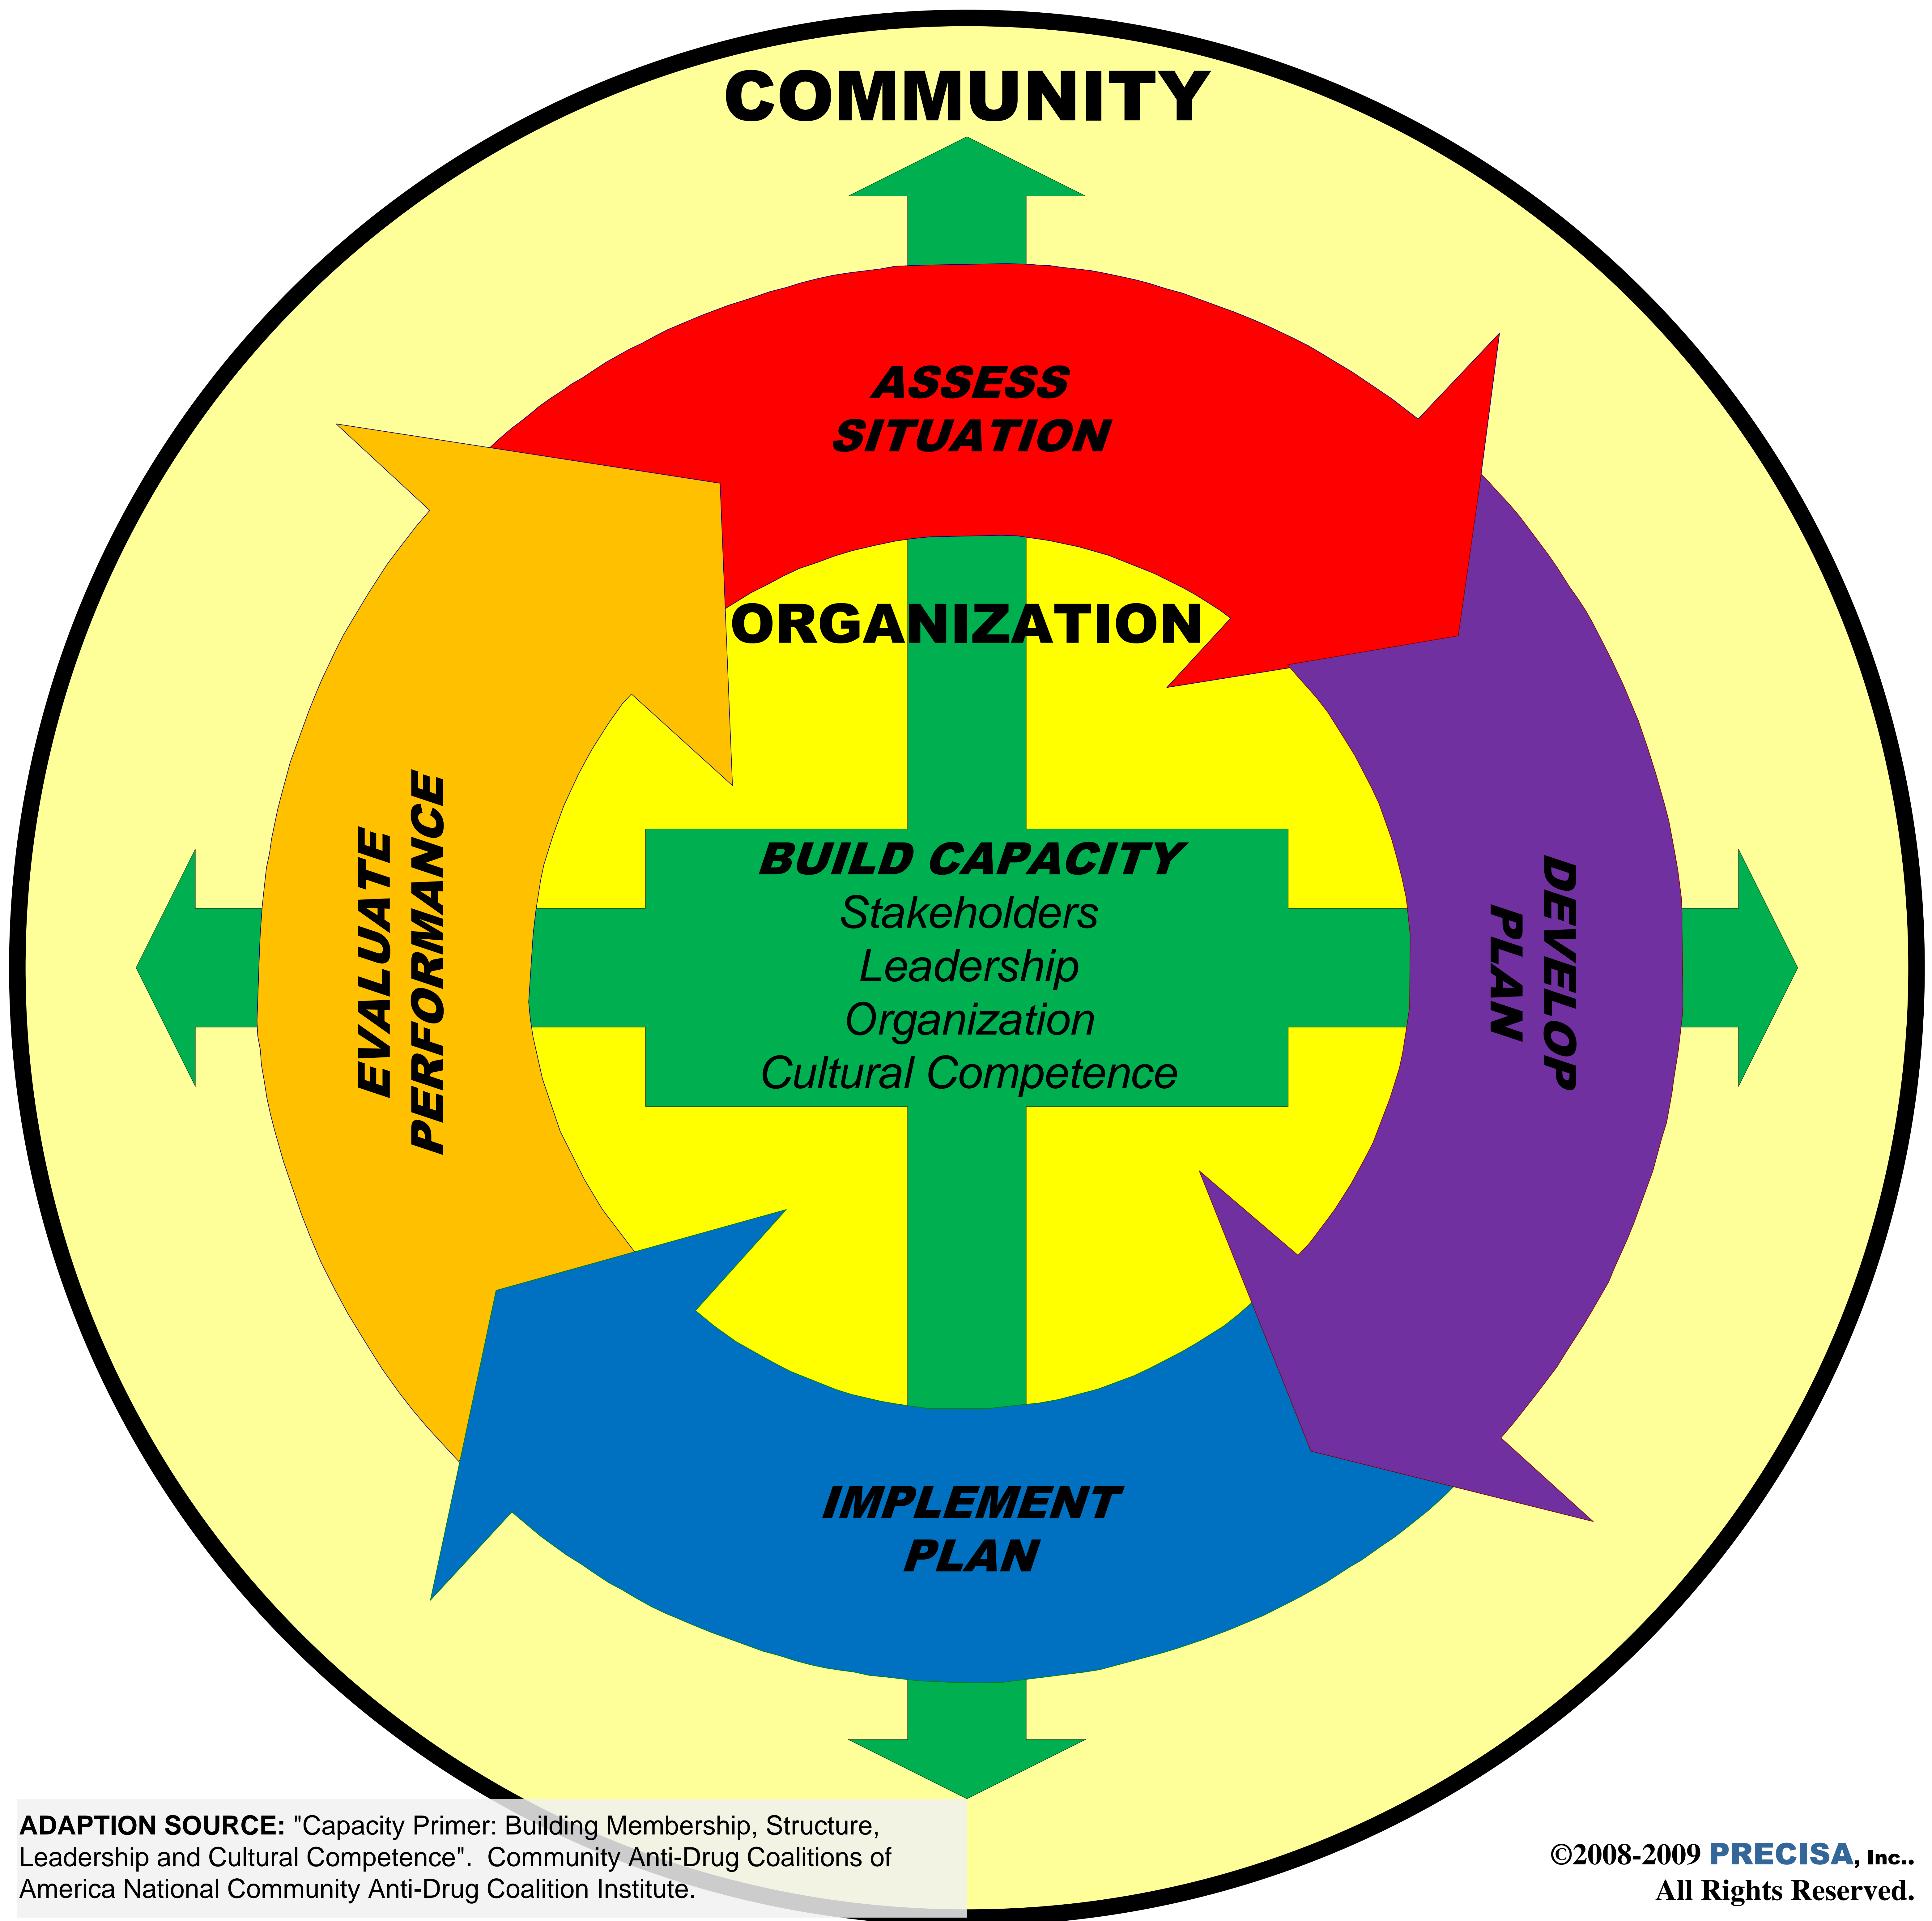 COMMUNITY
ASSESS
SITUATION
ORGANIZATION
EVALUATE
PERFORMANCE
BUILD CAPACITY
Stakeholders
Leadership
Organization
Cultural Competence
DEVELOP
PLAN
IMPLEMENT
PLAN
ADAPTION SOURCE: "Capacity Primer: Building Membership, Structure,
Leadership and Cultural Competence".  Community Anti-Drug Coalitions of
America National Community Anti-Drug Coalition Institute.
©2008-2009 PRECISA, Inc..
All Rights Reserved.